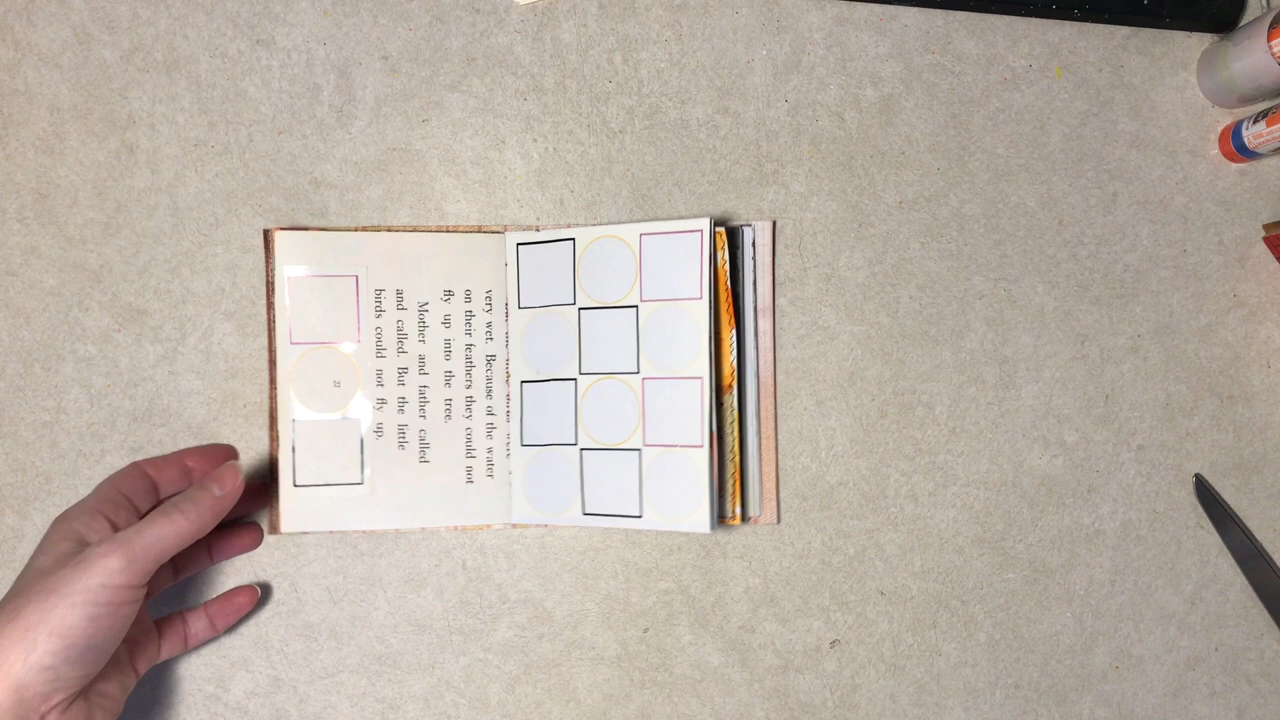 very wet. Because of the water
on their feathers they could not
fly up into the tree.
Mother and father called
and called. But the little
birds could not fly up.
22